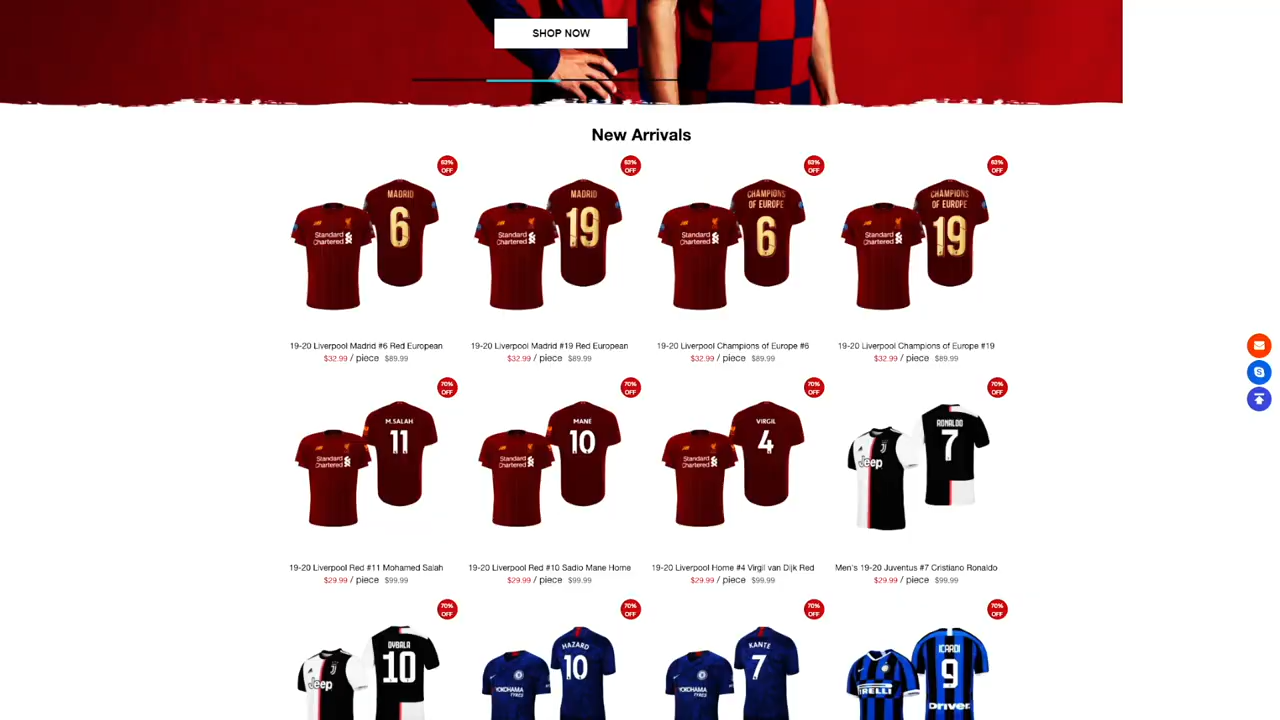 SHOP NOW
New Arrivals
63% OFF
63% OFF
63% OFF
63% OFF
MADRID
6
Standard Chartered
MADRID
19
Standard Chartered
CHAMPIONS OF EUROPE
6
Standard Chartered
CHAMPIONS OF EUROPE
19
Standard Chartered
19-20 Liverpool Madrid #6 Red European
19-20 Liverpool Madrid #19 Red European
19-20 Liverpool Champions of Europe #6
19-20 Liverpool Champions of Europe #19
$32.99 / piece $89.99
$32.99 / piece $89.99
$32.99 / piece $89.99
$32.99 / piece $89.99
70% OFF
70% OFF
70% OFF
70% OFF
M.SALAH
11
Standard Chartered
MANÉ
10
Standard Chartered
VIRGIL
4
Standard Chartered
RONALDO
7
Jeep
19-20 Liverpool Red #11 Mohamed Salah
19-20 Liverpool Red #10 Sadio Mane Home
19-20 Liverpool Home #4 Virgil van Dijk Red
Men's 19-20 Juventus #7 Cristiano Ronaldo
$29.99 / piece $99.99
$29.99 / piece $99.99
$29.99 / piece $99.99
$29.99 / piece $99.99
70% OFF
70% OFF
70% OFF
70% OFF
DYBALA
10
Jeep
HAZARD
10
YOKOHAMA TYRES
KANTE
7
YOKOHAMA TYRES
ICARDI
9
PIRELLI
Driver